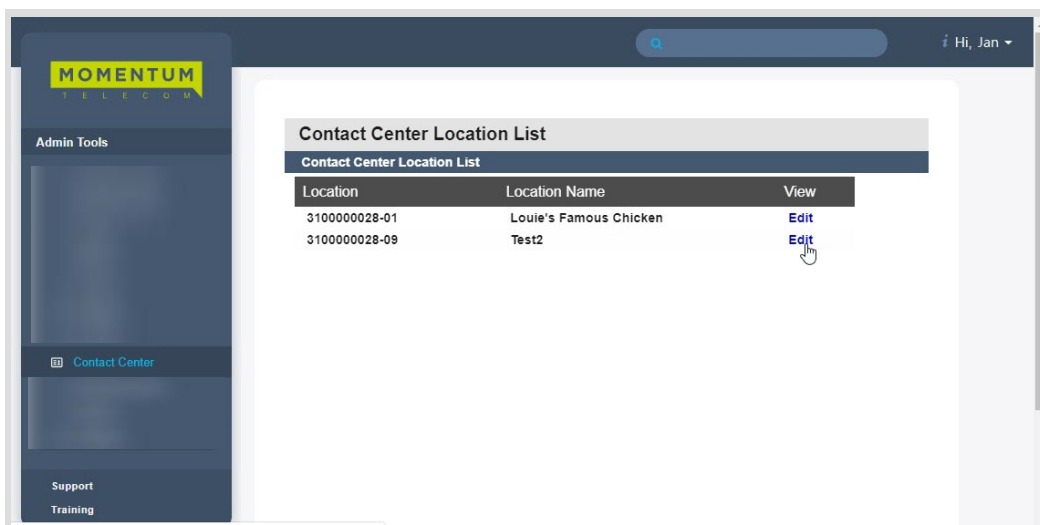 i Hi, Jan
MOMENTUM
TELECOM
Admin Tools
Contact Center
Support
Training
Contact Center Location List
Contact Center Location List
Location Location Name View
3100000028-01 Louie's Famous Chicken Edit
3100000028-09 Test2 Edit